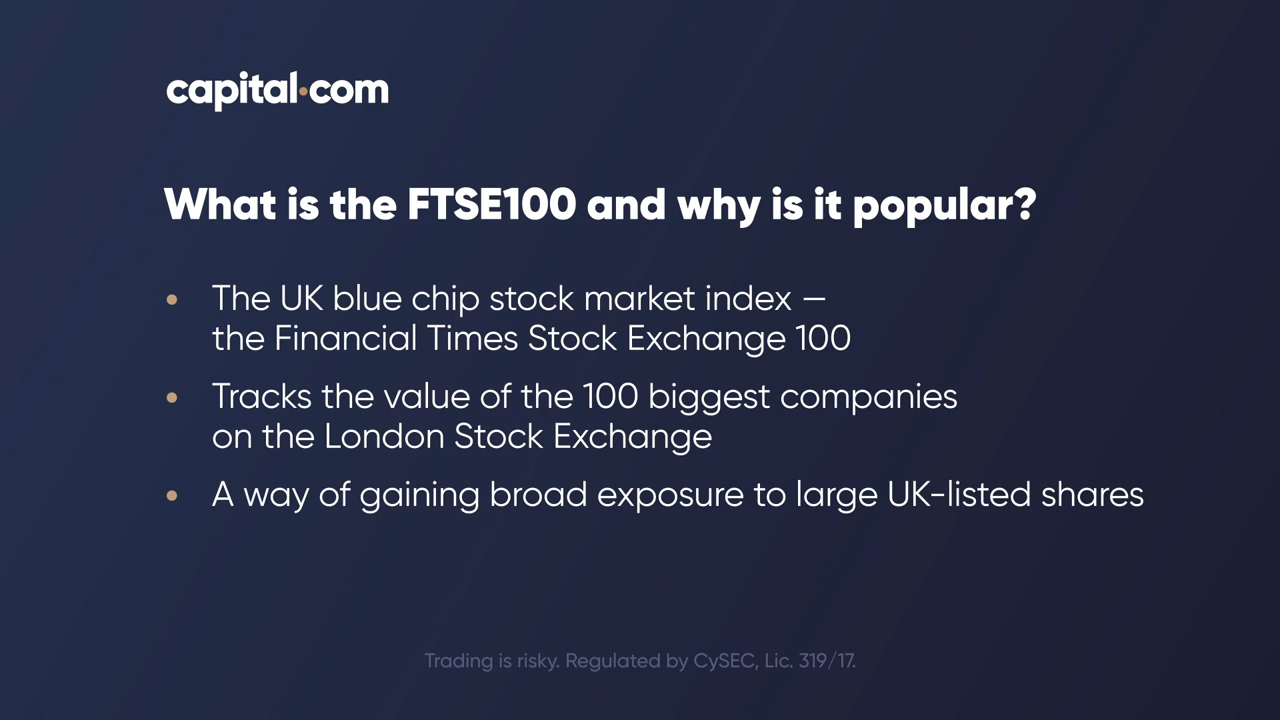 capital.com
What is the FTSE100 and why is it popular?
• The UK blue chip stock market index —
the Financial Times Stock Exchange 100
• Tracks the value of the 100 biggest companies
on the London Stock Exchange
• A way of gaining broad exposure to large UK-listed shares
Trading is risky. Regulated by CySEC, Lic. 319/17.